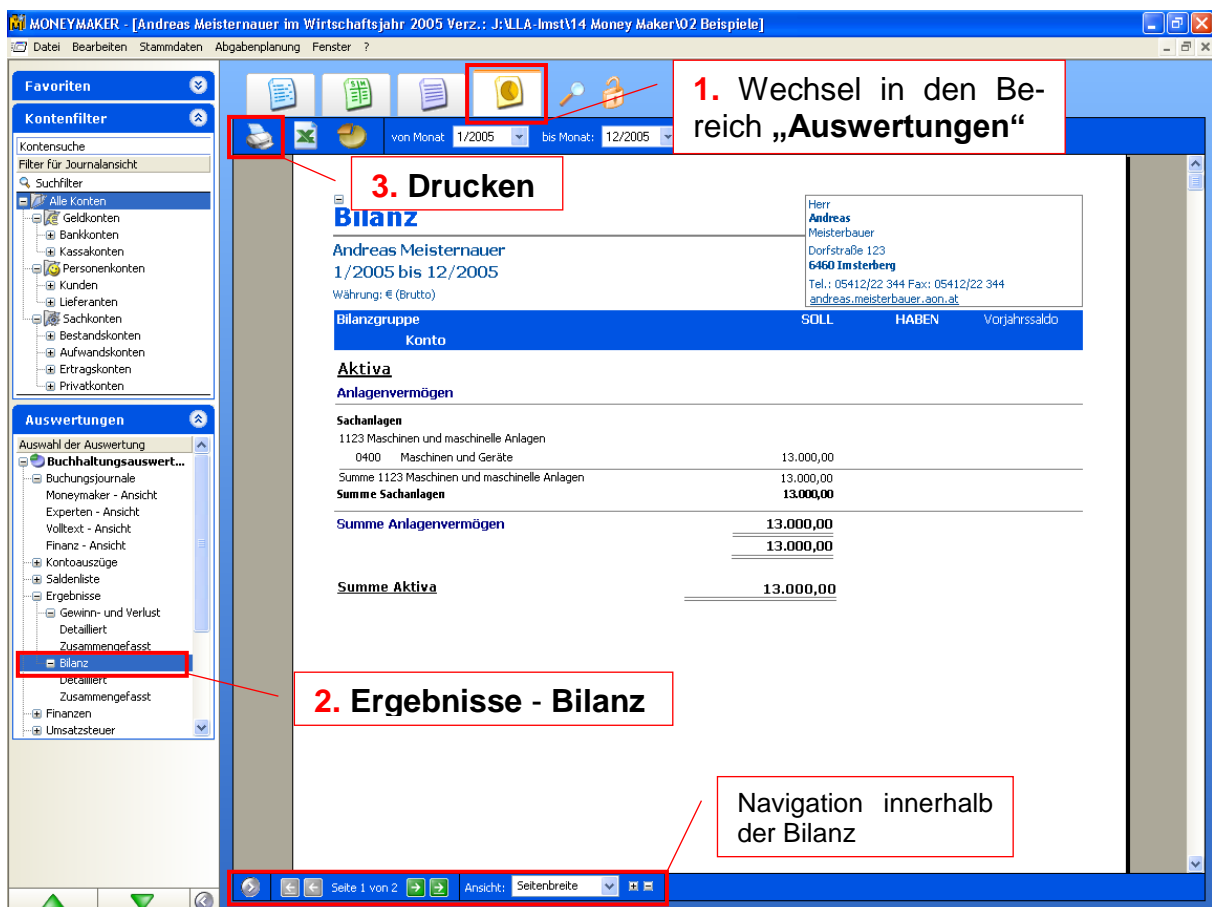 MONEYMAKER - [Andreas Meisternauer im Wirtschaftsjahr 2005 Verz.: J:\LLA-Imst\14 Money Maker\02 Beispiele]
Datei Bearbeiten Stammdaten Abgabenplanung Fenster ?
Favoriten
Kontenfilter
Kontensuche
Filter für Journalansicht
Suchfilter
Alle Konten
Geldkonten
Bankkonten
Kassakonten
Personenkonten
Kunden
Lieferanten
Sachkonten
Bestandskonten
Aufwandskonten
Ertragskonten
Privatkonten
Auswertungen
Auswahl der Auswertung
Buchhaltungsauswert...
Buchungsjournale
Moneymaker - Ansicht
Experten - Ansicht
Volltext - Ansicht
Finanz - Ansicht
Kontoauszüge
Saldenliste
Ergebnisse
Gewinn- und Verlust
Detailliert
Zusammengefasst
Bilanz
Detailliert
Zusammengefasst
Finanzen
Umsatzsteuer
1. Wechsel in den Be-
reich „Auswertungen“
von Monat 1/2005 bis Monat: 12/2005
3. Drucken
Bilanz
Andreas Meisternauer
1/2005 bis 12/2005
Währung: € (Brutto)
Herr
Andreas
Meisterbauer
Dorfstraße 123
6460 Imsterberg
Tel.: 05412/22 344 Fax: 05412/22 344
andreas.meisterbauer.aon.at
Bilanzgruppe SOLL HABEN Vorjahrssaldo
Konto
Aktiva
Anlagenvermögen
Sachanlagen
1123 Maschinen und maschinelle Anlagen
0400 Maschinen und Geräte 13.000,00
Summe 1123 Maschinen und maschinelle Anlagen 13.000,00
Summe Sachanlagen 13.000,00
Summe Anlagenvermögen 13.000,00
13.000,00
Summe Aktiva 13.000,00
2. Ergebnisse - Bilanz
Navigation innerhalb
der Bilanz
Seite 1 von 2 Ansicht: Seitenbreite